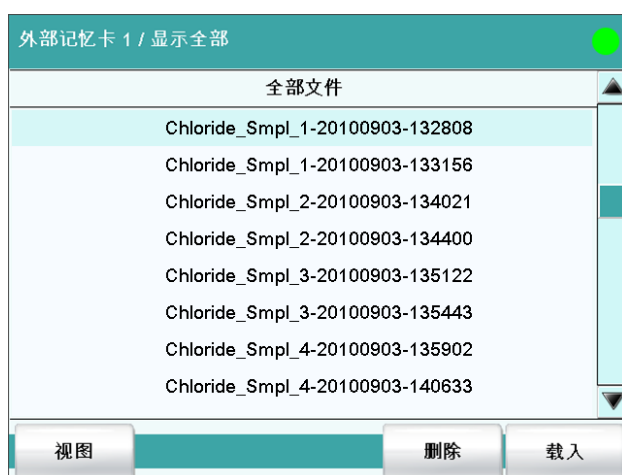 外部记忆卡 1 / 显示全部
全部文件
Chloride_Smpl_1-20100903-132808
Chloride_Smpl_1-20100903-133156
Chloride_Smpl_2-20100903-134021
Chloride_Smpl_2-20100903-134400
Chloride_Smpl_3-20100903-135122
Chloride_Smpl_3-20100903-135443
Chloride_Smpl_4-20100903-135902
Chloride_Smpl_4-20100903-140633
视图 删除 载入